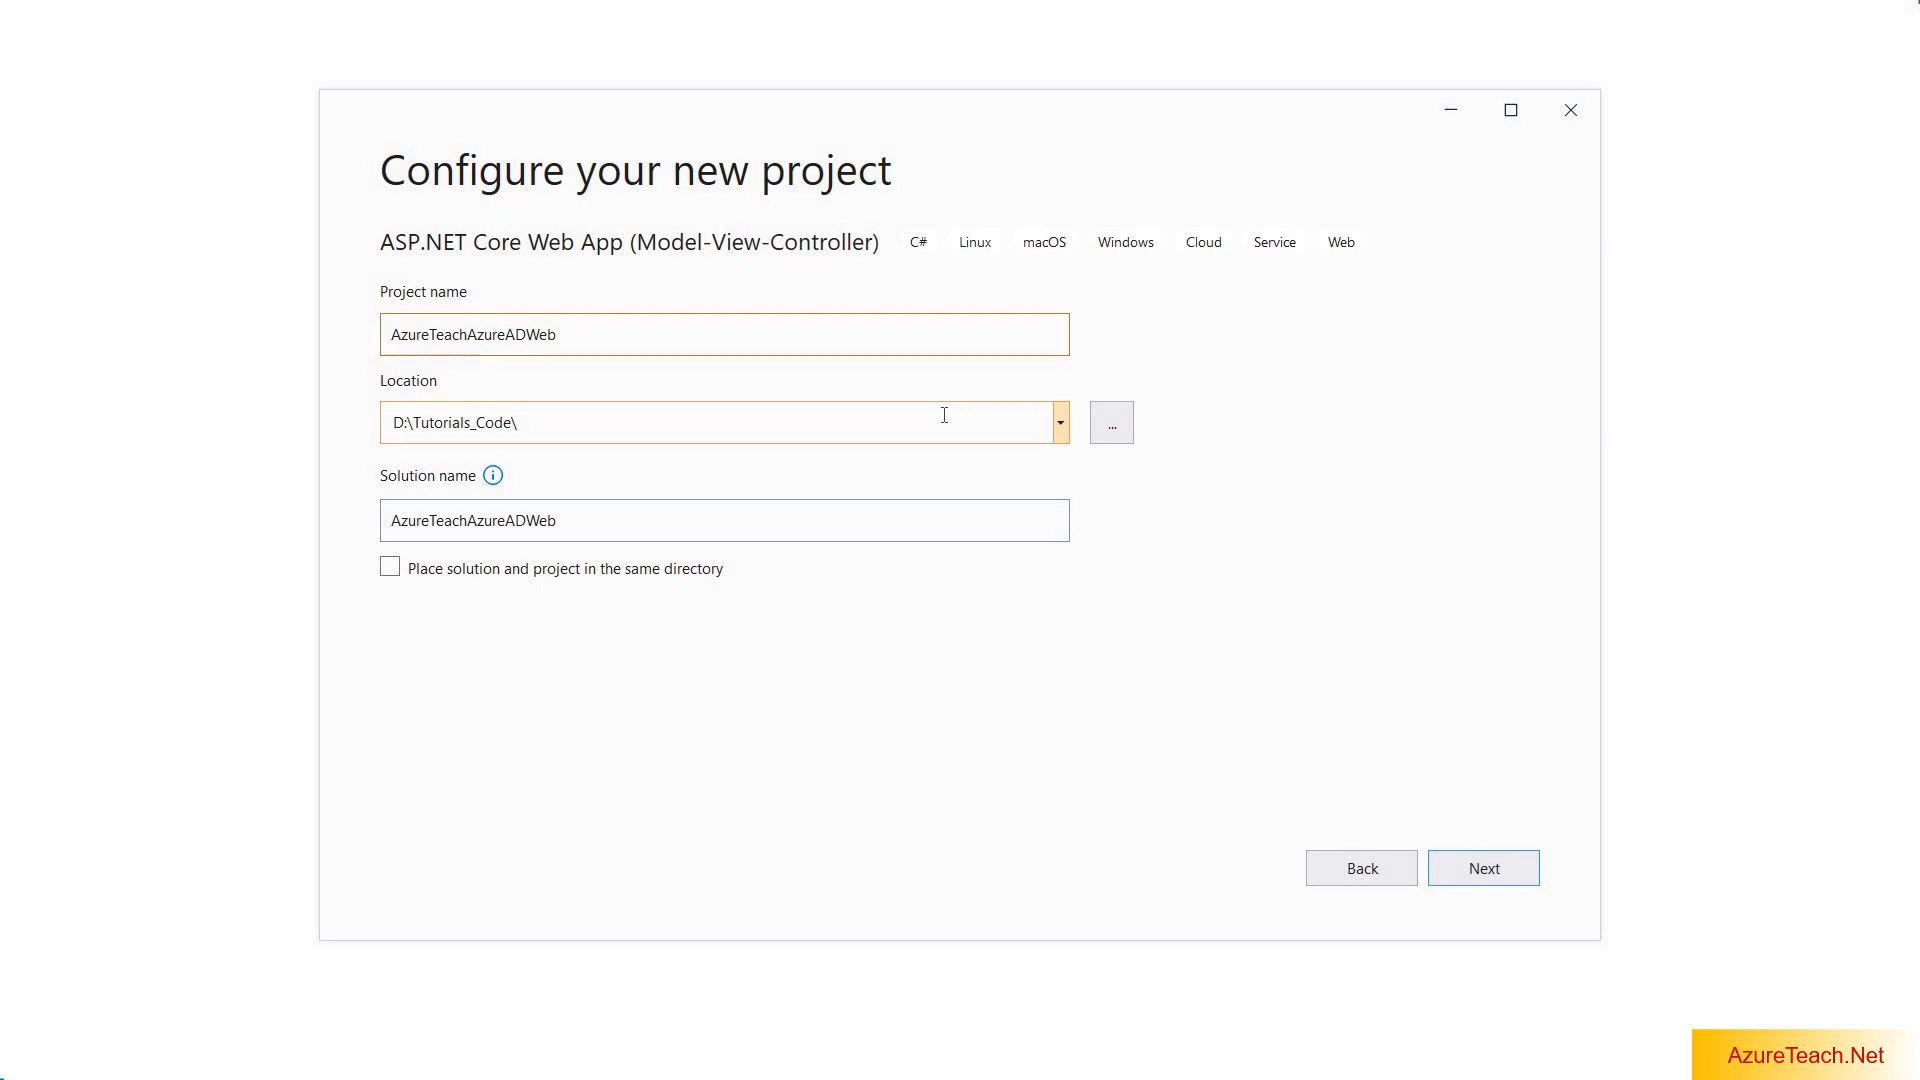 Configure your new project
ASP.NET Core Web App (Model-View-Controller) C# Linux macOS Windows Cloud Service Web
Project name
AzureTeachAzureADWeb
Location
D:\Tutorials_Code\
...
Solution name
AzureTeachAzureADWeb
Place solution and project in the same directory
Back Next
AzureTeach.Net